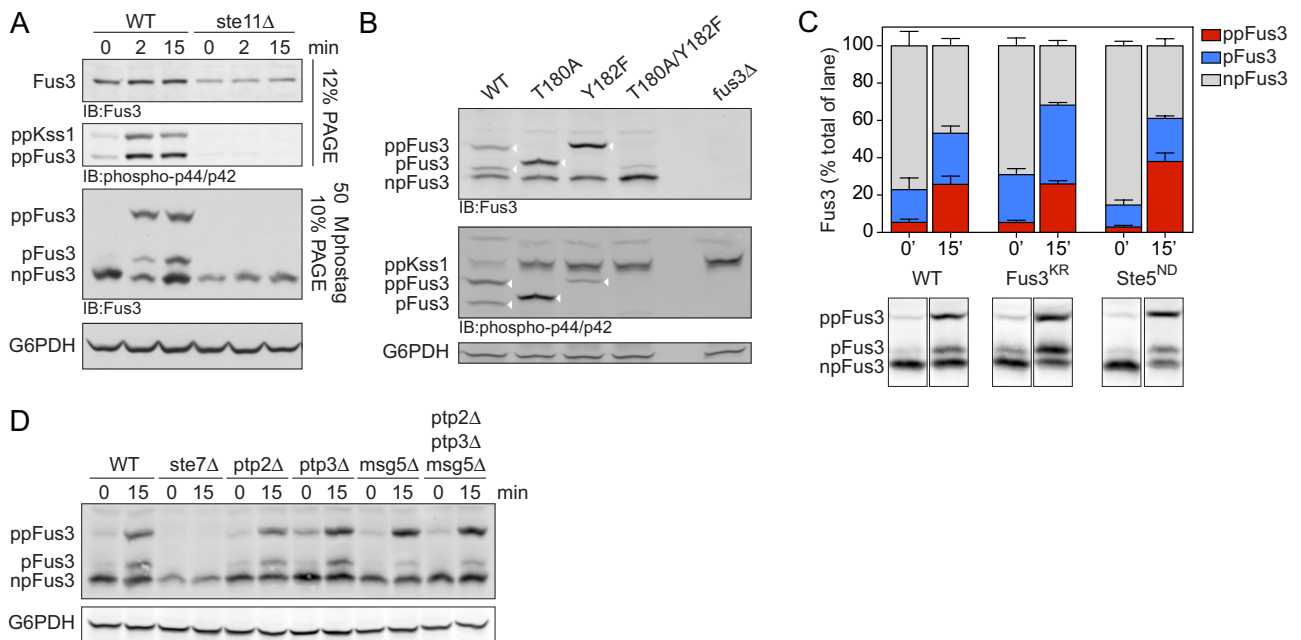 A
WT ste11Δ
0 2 15 0 2 15 min
Fus3
IB:Fus3
ppKss1
ppFus3
IB:phospho-p44/p42
12% PAGE
ppFus3
pFus3
npFus3
IB:Fus3
50 Mphostag
10% PAGE
G6PDH
B
WT T180A Y182F T180A/Y182F fus3Δ
ppFus3
pFus3
npFus3
IB:Fus3
ppKss1
ppFus3
pFus3
IB:phospho-p44/p42
G6PDH
C
ppFus3
pFus3
npFus3
Fus3 (% total of lane)
100
80
60
40
20
0
0' 15' 0' 15' 0' 15'
WT Fus3KR Ste5ND
ppFus3
pFus3
npFus3
D
ptp2Δ
ptp3Δ
WT ste7Δ ptp2Δ ptp3Δ msg5Δ msg5Δ
0 15 0 15 0 15 0 15 0 15 0 15 min
ppFus3
pFus3
npFus3
G6PDH